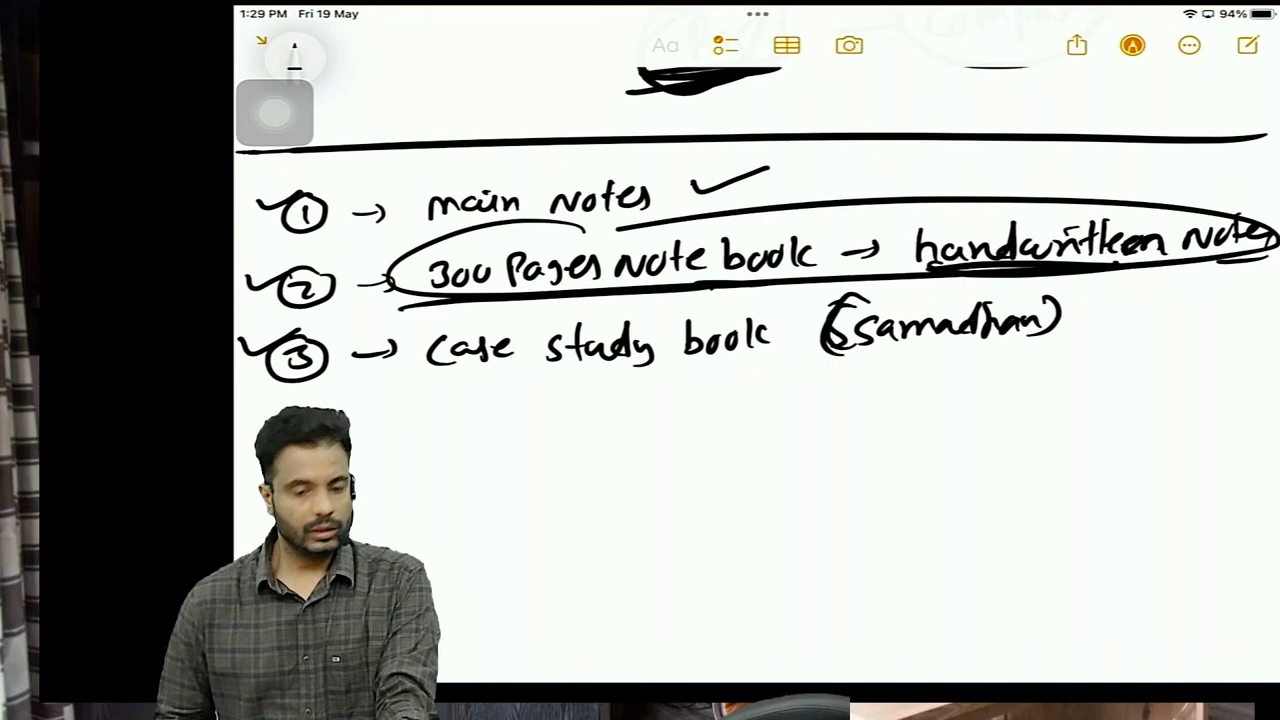 1:29 PM Fri 19 May
94%
Aa
① → main notes ✓
② → 300 Pages Note book → handwritteen Notes
③ → case study book (samadhan)